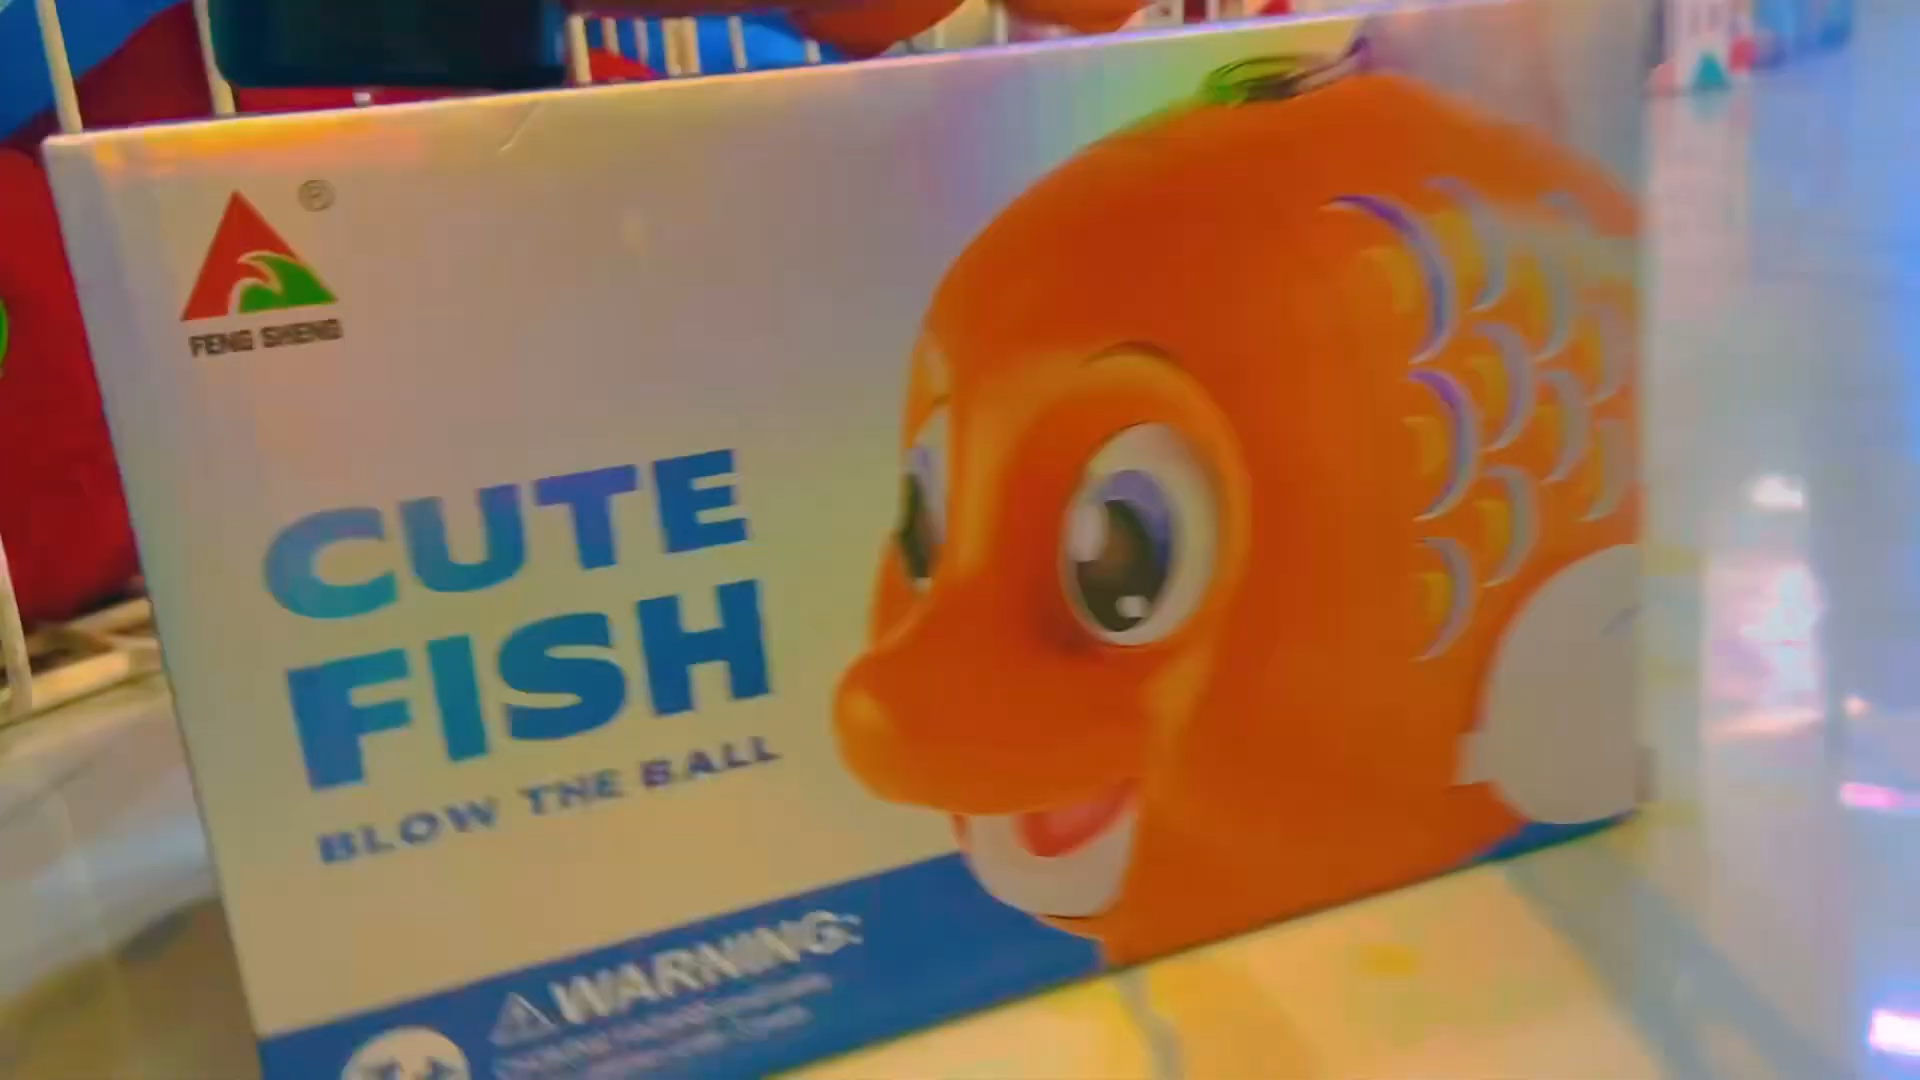 ®
FENG SHENG
CUTE
FISH
BLOW THE BALL
WARNING: